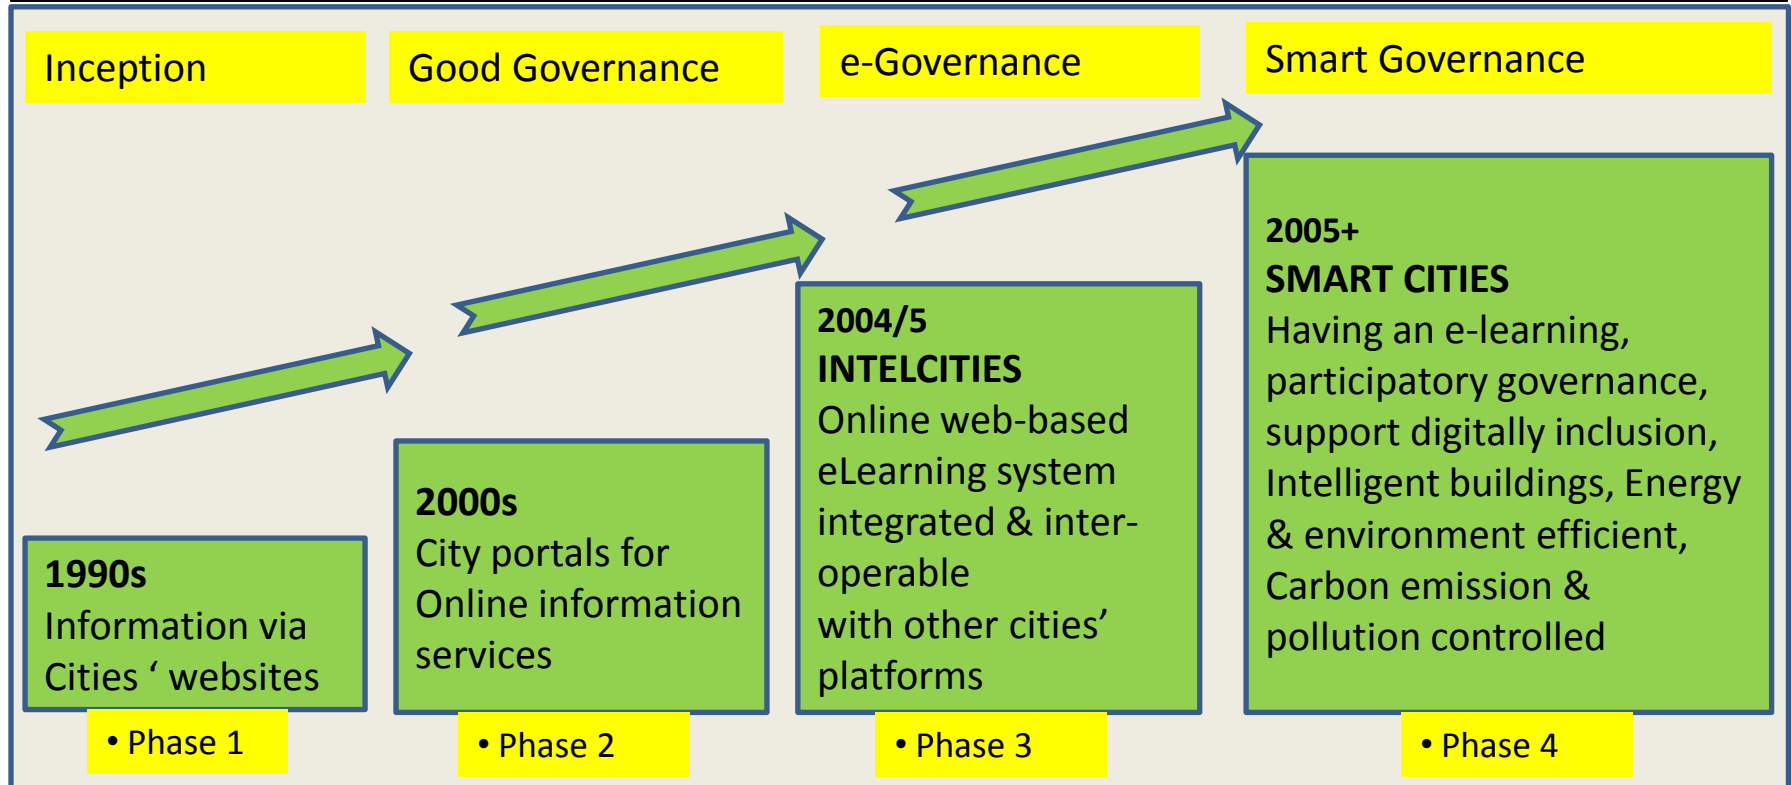 Inception
Good Governance
e-Governance
Smart Governance
1990s
Information via
Cities ‘ websites
• Phase 1
2000s
City portals for
Online information
services
• Phase 2
2004/5
INTELCITIES
Online web-based
eLearning system
integrated & inter-
operable
with other cities’
platforms
• Phase 3
2005+
SMART CITIES
Having an e-learning,
participatory governance,
support digitally inclusion,
Intelligent buildings, Energy
& environment efficient,
Carbon emission &
pollution controlled
• Phase 4